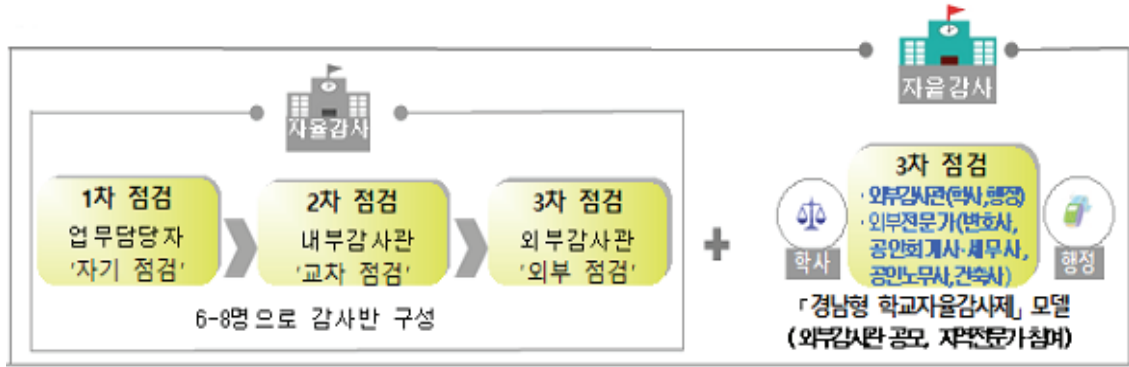 자율감사
자율감사
1차 점검
업무담당자
'자기 점검'
2차 점검
내부감사관
'교차 점검'
3차 점검
외부감사관
'외부 점검'
6-8명으로 감사반 구성
+
3차 점검
· 외부감사관(학사,행정)
· 외부전문가(변호사,
공인회계사·세무사,
공인노무사,건축사)
학사
행정
「경남형 학교자율감사제」 모델
(외부감사관 공모, 지역전문가 참여)